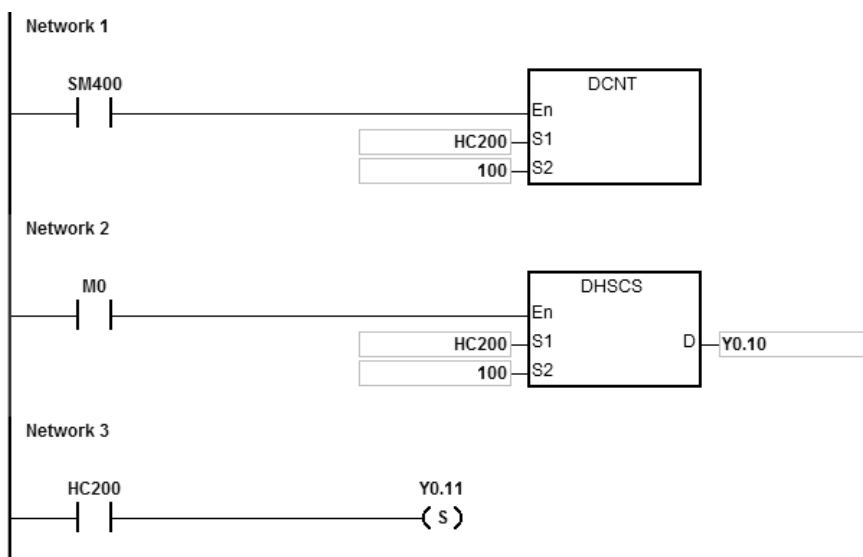 Network 1
SM400
DCNT
En
HC200 S1
100 S2
Network 2
M0
DHSCS
En
HC200 S1 D Y0.10
100 S2
Network 3
HC200 Y0.11
( S )